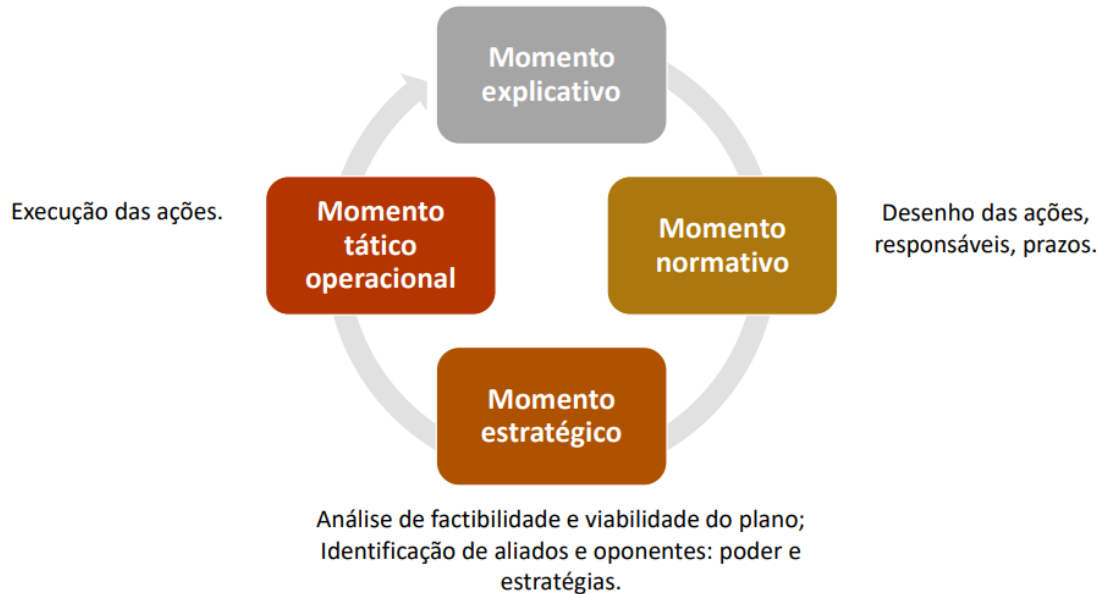 Momento
explicativo
Execução das ações.
Momento
tático
operacional
Momento
normativo
Desenho das ações,
responsáveis, prazos.
Momento
estratégico
Análise de factibilidade e viabilidade do plano;
Identificação de aliados e oponentes: poder e
estratégias.